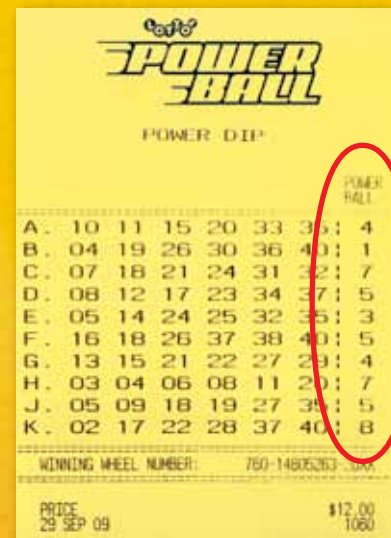 LOTTO
POWER
BALL
POWER DIP
POWER
BALL
A. 10 11 15 20 33 35: 4
B. 04 19 26 30 36 40: 1
C. 07 18 21 24 31 32: 7
D. 08 12 17 23 34 37: 5
E. 05 14 24 25 32 35: 3
F. 16 18 26 37 38 40: 5
G. 13 15 21 22 27 29: 4
H. 03 04 06 08 11 20: 7
J. 05 09 18 19 27 35: 5
K. 02 17 22 28 37 40: 8
WINNING WHEEL NUMBER:
PRICE $12.00
29 SEP 09 1060